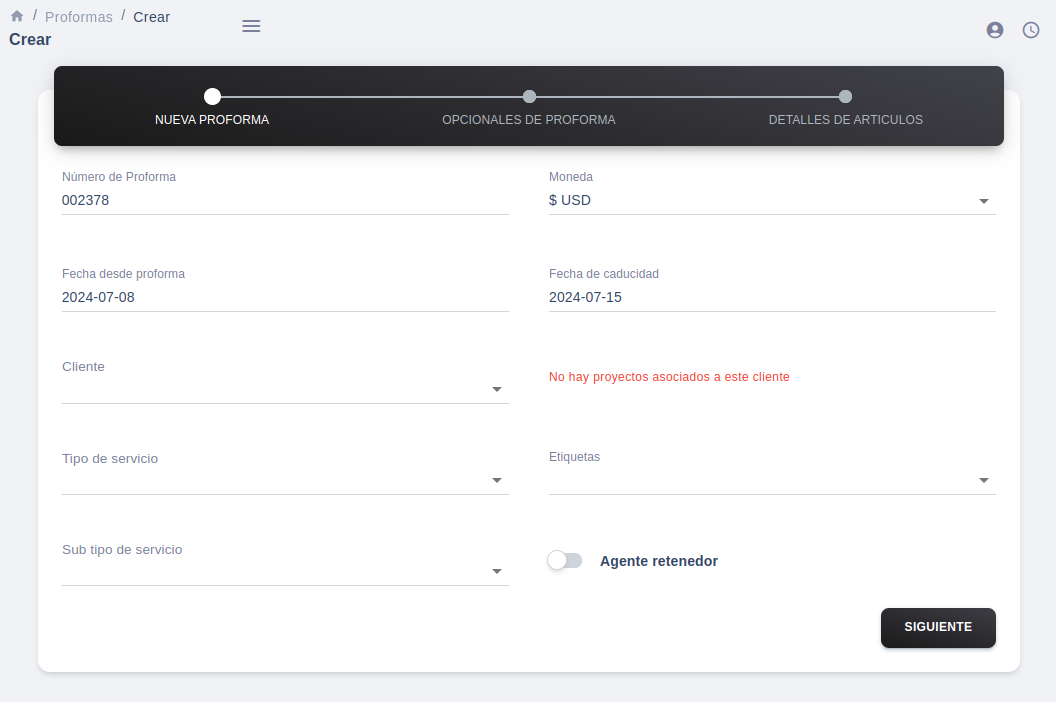 / Proformas / Crear
Crear
NUEVA PROFORMA
OPCIONALES DE PROFORMA
DETALLES DE ARTICULOS
Número de Proforma
002378
Moneda
$ USD
Fecha desde proforma
2024-07-08
Fecha de caducidad
2024-07-15
Cliente
No hay proyectos asociados a este cliente
Tipo de servicio
Etiquetas
Sub tipo de servicio
Agente retenedor
SIGUIENTE